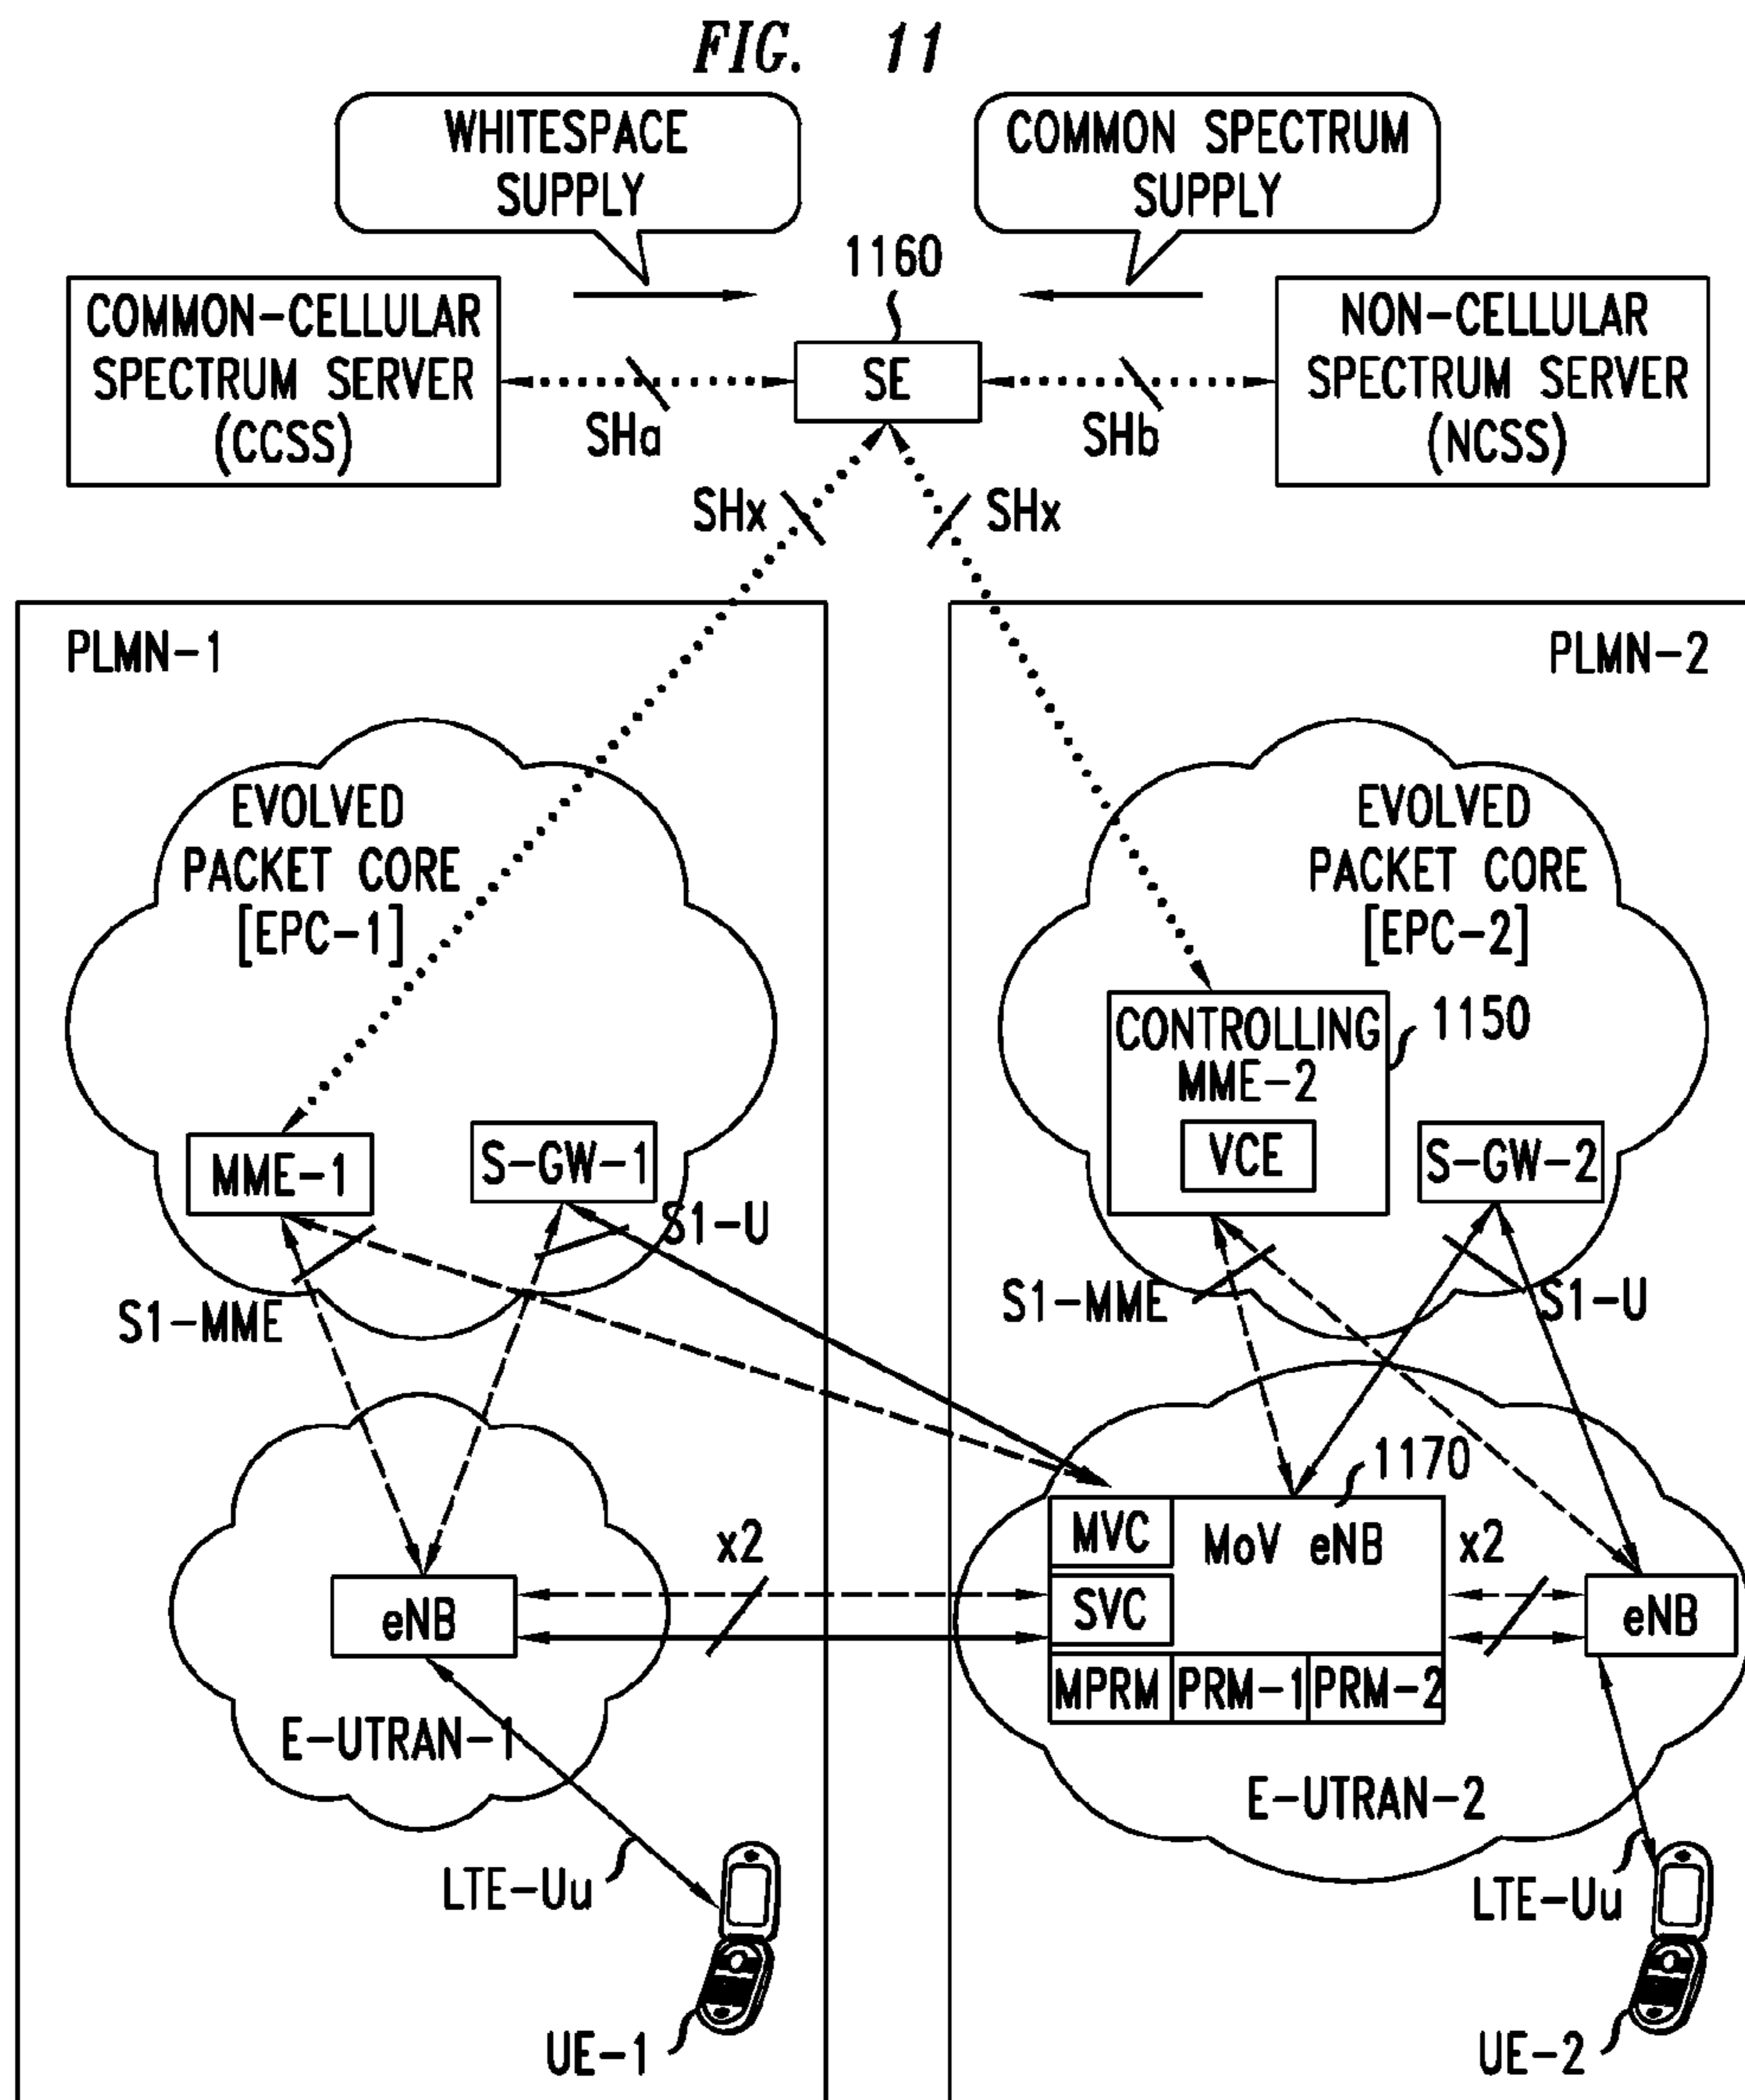 FIG. 11
WHITESPACE
SUPPLY
COMMON SPECTRUM
SUPPLY
1160
COMMON-CELLULAR
SPECTRUM SERVER
(CCSS)
SE
NON-CELLULAR
SPECTRUM SERVER
(NCSS)
SHa
SHb
SHx
SHx
PLMN-1
PLMN-2
EVOLVED
PACKET CORE
[EPC-1]
EVOLVED
PACKET CORE
[EPC-2]
CONTROLLING
MME-2
VCE
1150
MME-1
S-GW-1
S-GW-2
S1-U
S1-MME
S1-MME
S1-U
1170
x2
MVC
MoV eNB
x2
eNB
SVC
eNB
MPRM
PRM-1
PRM-2
E-UTRAN-1
E-UTRAN-2
LTE-Uu
LTE-Uu
UE-1
UE-2